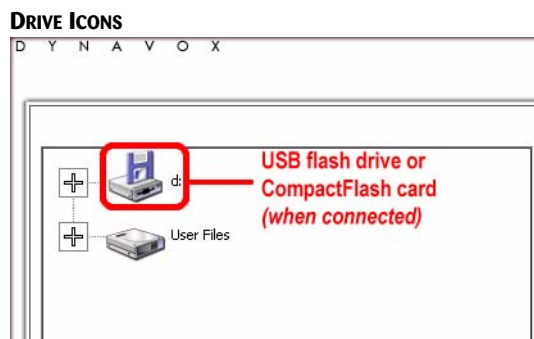 DRIVE ICONS
D Y N A V O X
d:
USB flash drive or
CompactFlash card
(when connected)
User Files